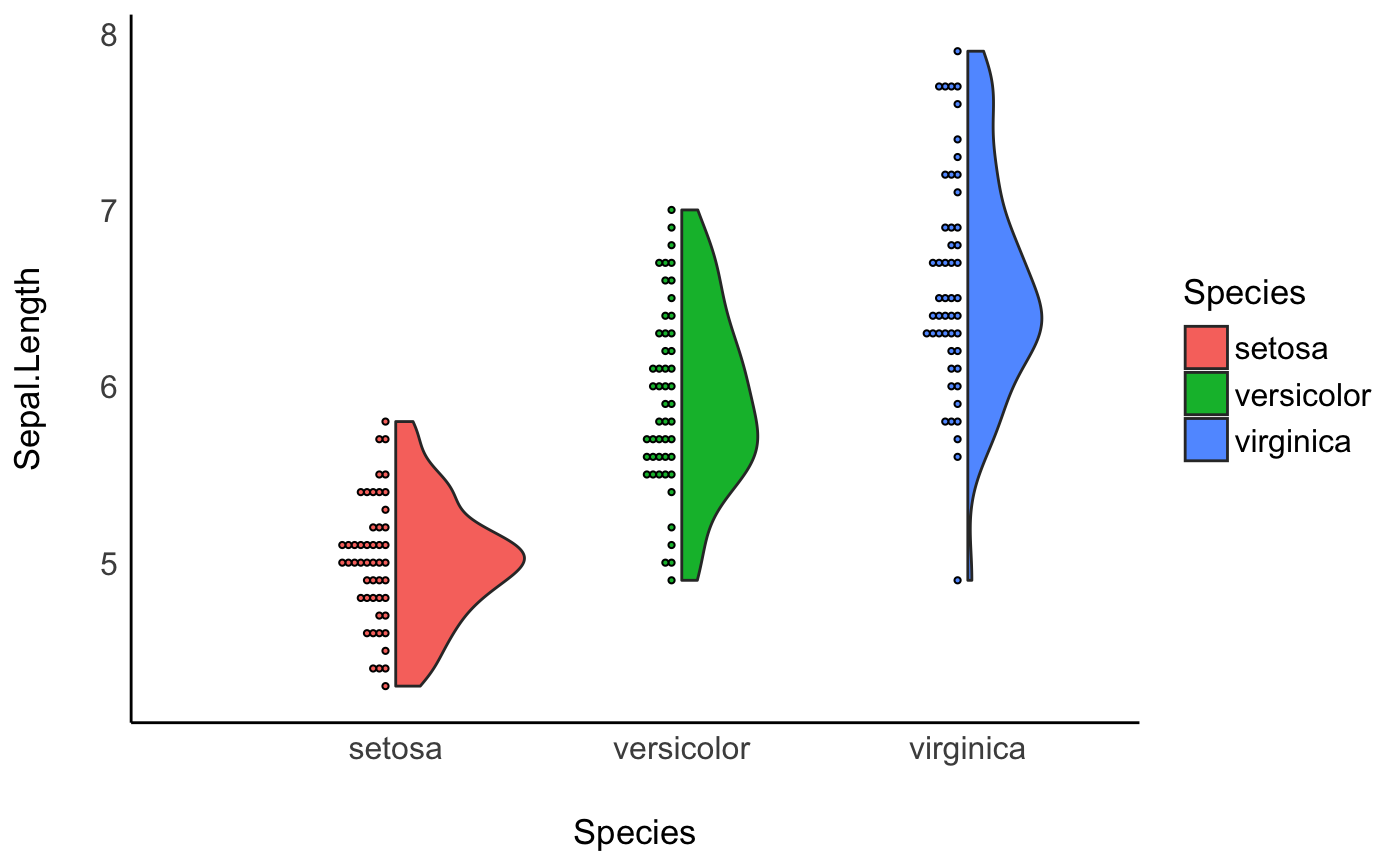 8
7
6
5
Sepal.Length
setosa
versicolor
virginica
Species
Species
setosa
versicolor
virginica